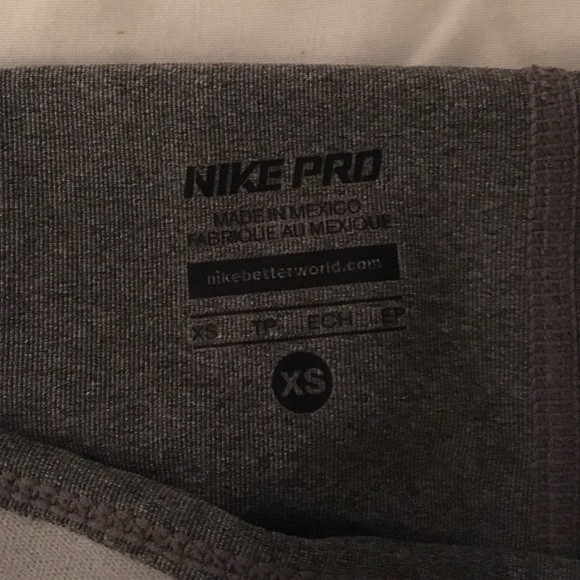 NIKE PRO
MADE IN MEXICO
FABRIQUE AU MEXIQUE
nikebetterworld.com
XS TP ECH EP
XS